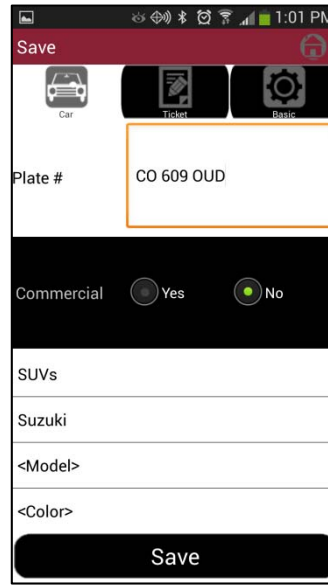 1:01 PM
Save
Car
Ticket
Basic
Plate #
CO 609 OUD
Commercial
Yes
No
SUVs
Suzuki
<Model>
<Color>
Save